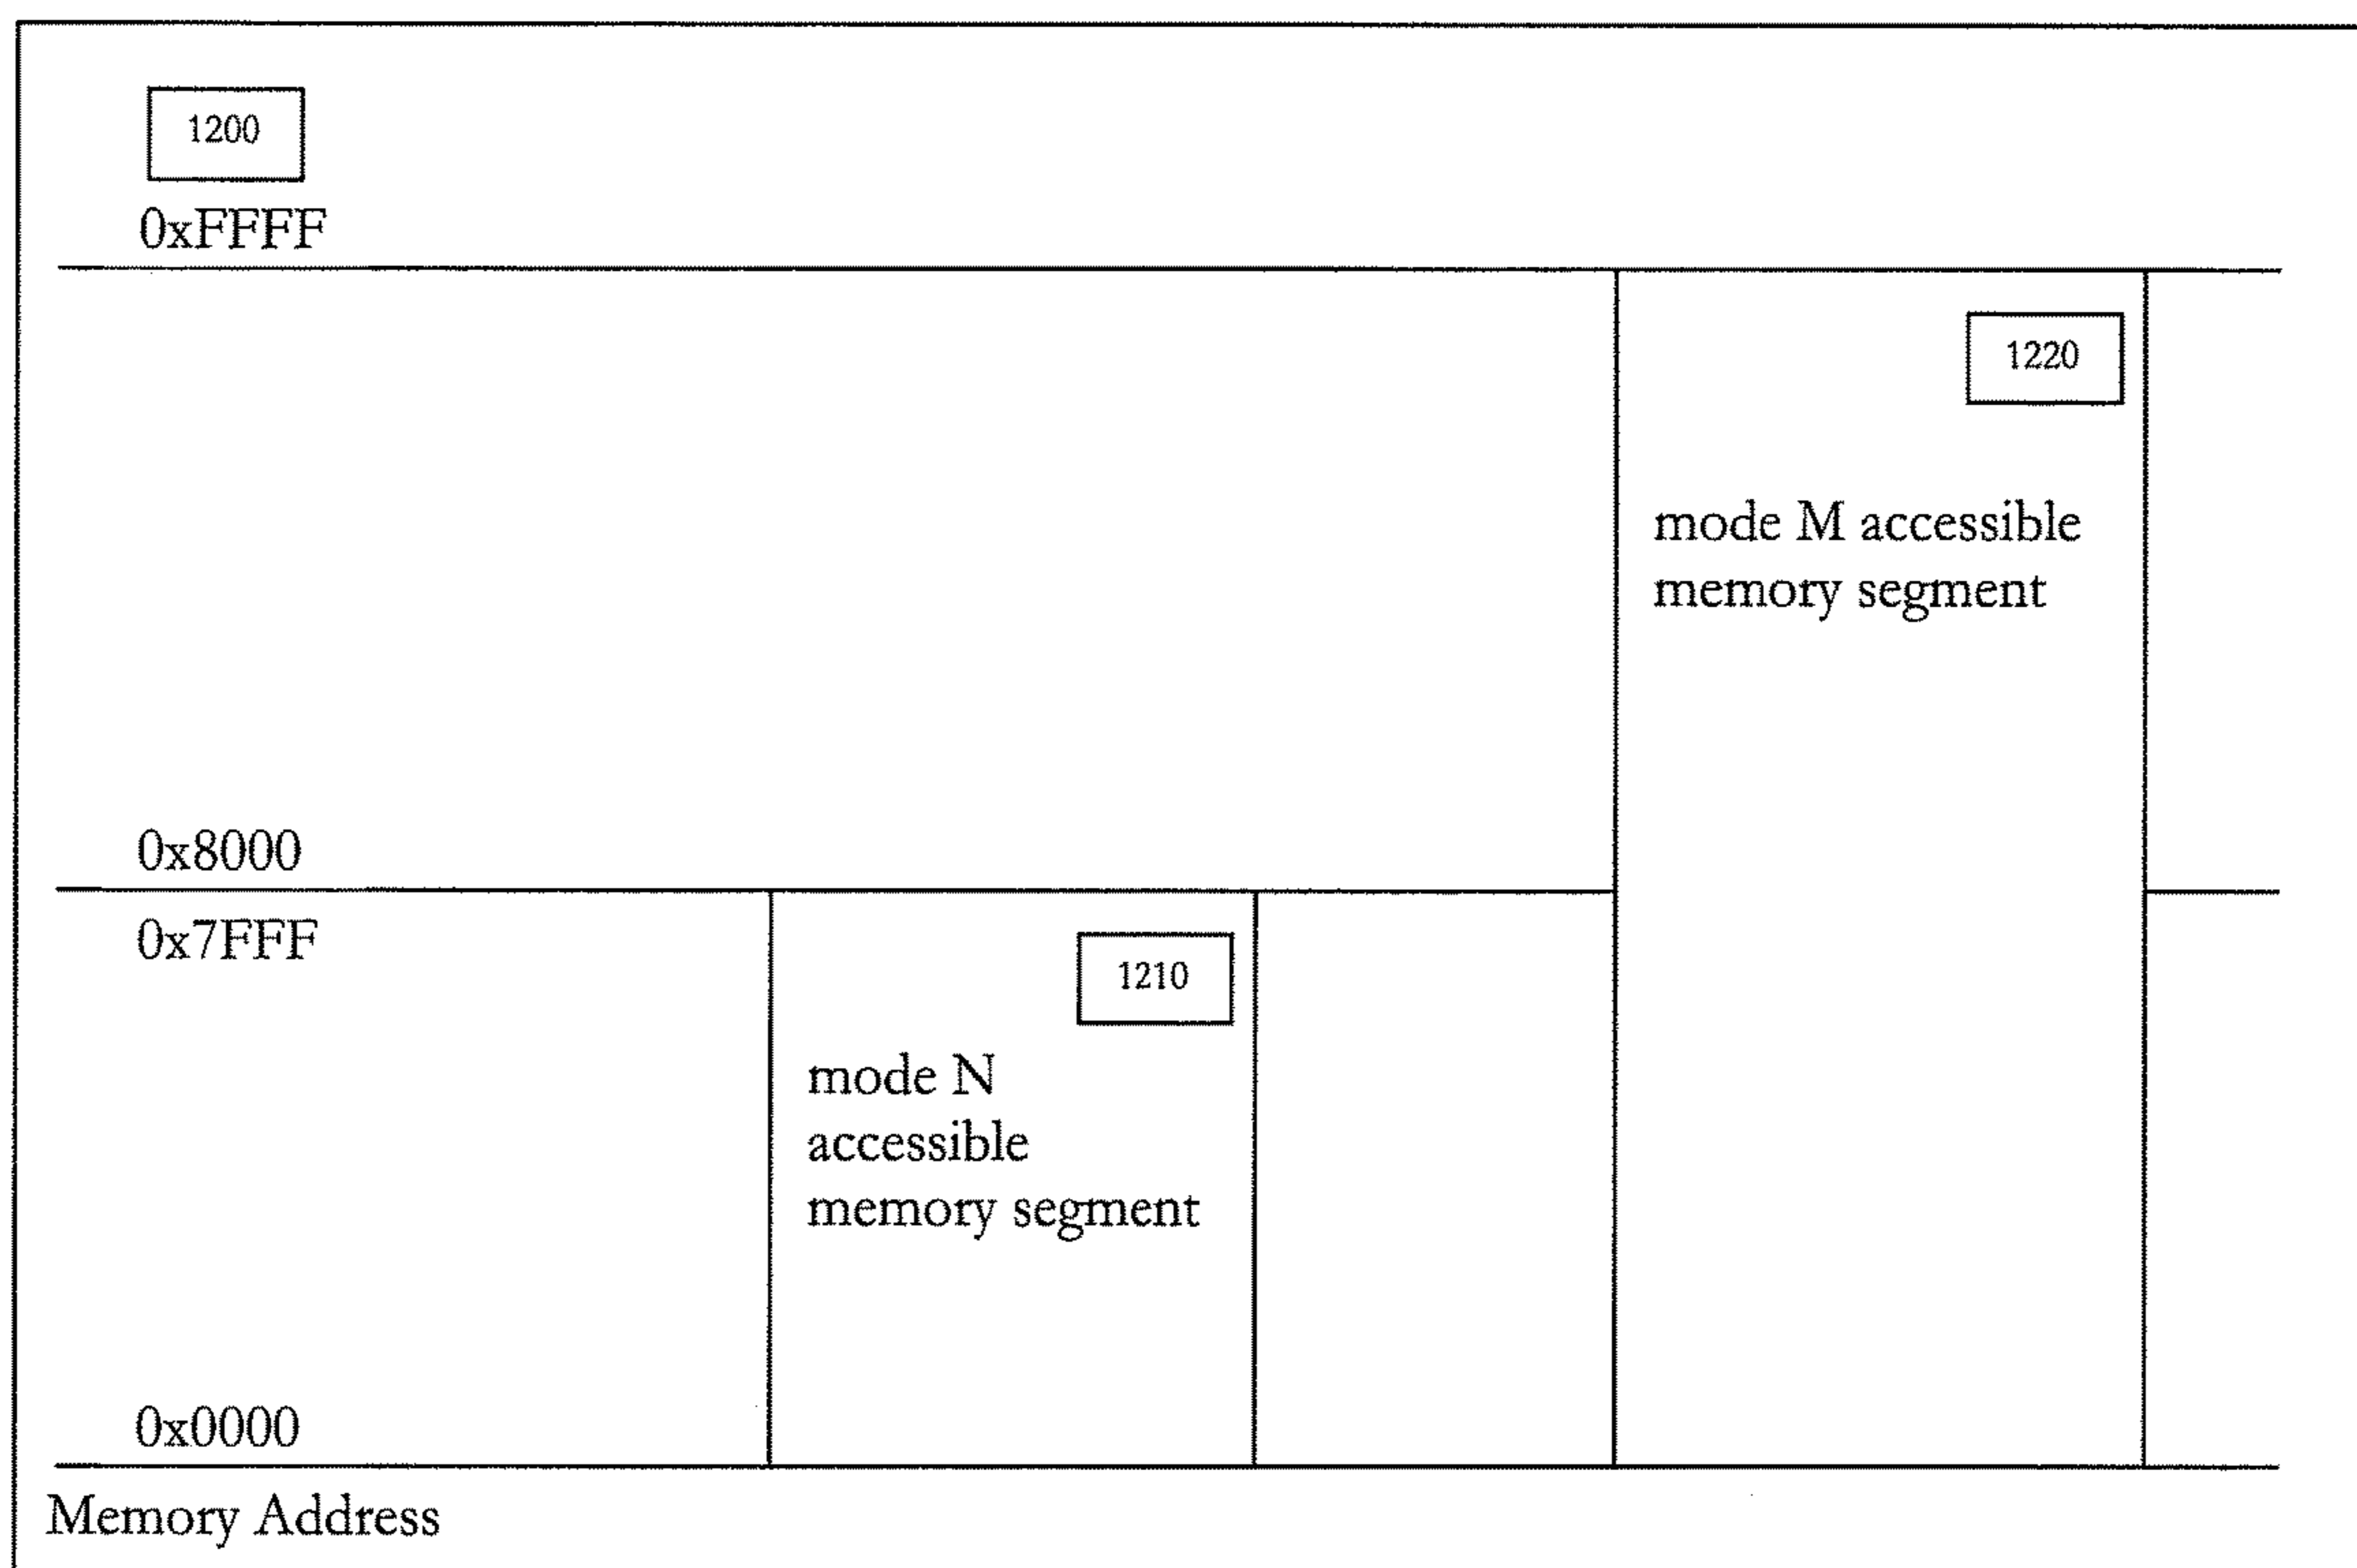 1200
0xFFFF
1220
mode M accessible
memory segment
0x8000
0x7FFF
1210
mode N
accessible
memory segment
0x0000
Memory Address